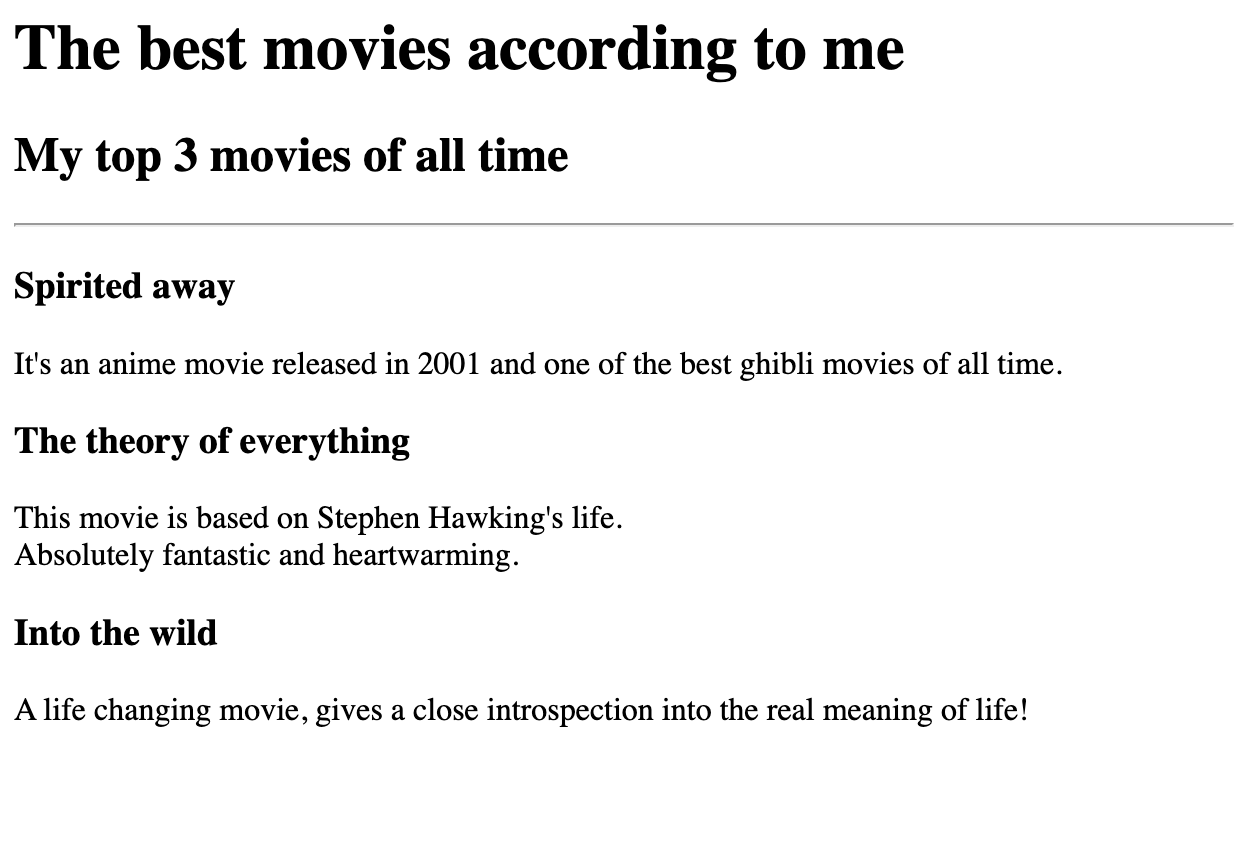 The best movies according to me
My top 3 movies of all time
Spirited away
It's an anime movie released in 2001 and one of the best ghibli movies of all time.
The theory of everything
This movie is based on Stephen Hawking's life.
Absolutely fantastic and heartwarming.
Into the wild
A life changing movie, gives a close introspection into the real meaning of life!